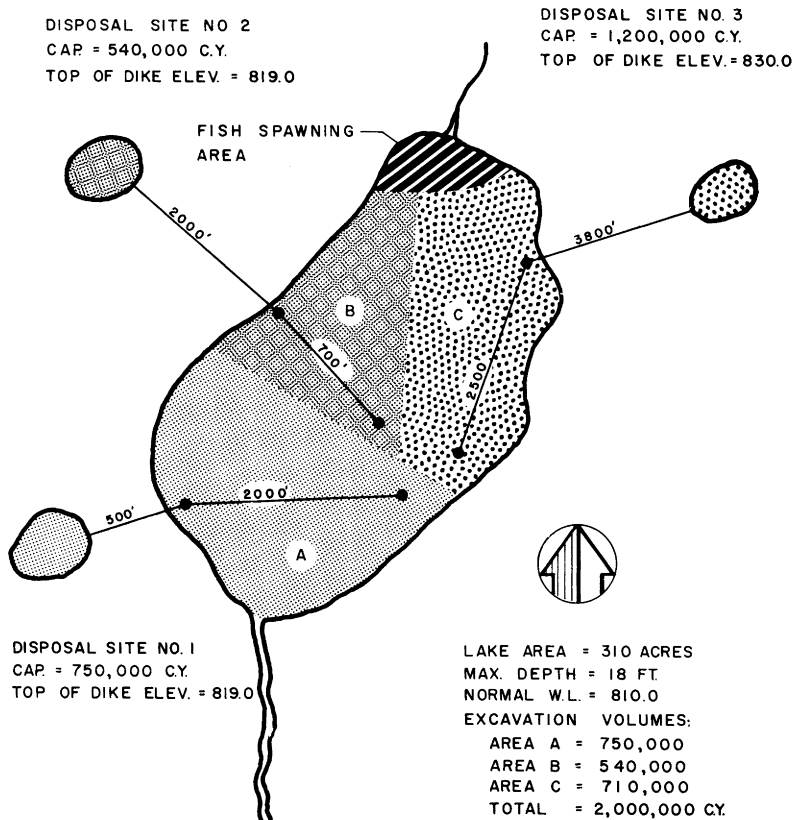 DISPOSAL SITE NO 2
CAP. = 540,000 C.Y.
TOP OF DIKE ELEV. = 819.0
DISPOSAL SITE NO. 3
CAP. = 1,200,000 C.Y.
TOP OF DIKE ELEV. = 830.0
FISH SPAWNING
AREA
2000'
3800'
B
C
700'
2500'
2000'
500'
A
DISPOSAL SITE NO. 1
CAP. = 750,000 C.Y.
TOP OF DIKE ELEV. = 819.0
LAKE AREA = 310 ACRES
MAX. DEPTH = 18 FT.
NORMAL W.L. = 810.0
EXCAVATION VOLUMES:
AREA A = 750,000
AREA B = 540,000
AREA C = 710,000
TOTAL = 2,000,000 C.Y.